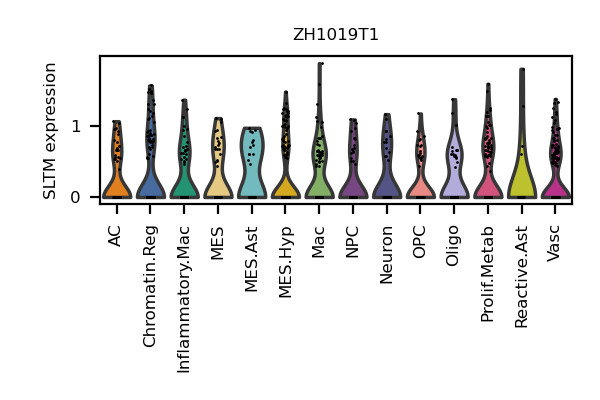 ZH1019T1
SLTM expression
1
0
AC
Chromatin.Reg
Inflammatory.Mac
MES
MES.Ast
MES.Hyp
Mac
NPC
Neuron
OPC
Oligo
Prolif.Metab
Reactive.Ast
Vasc